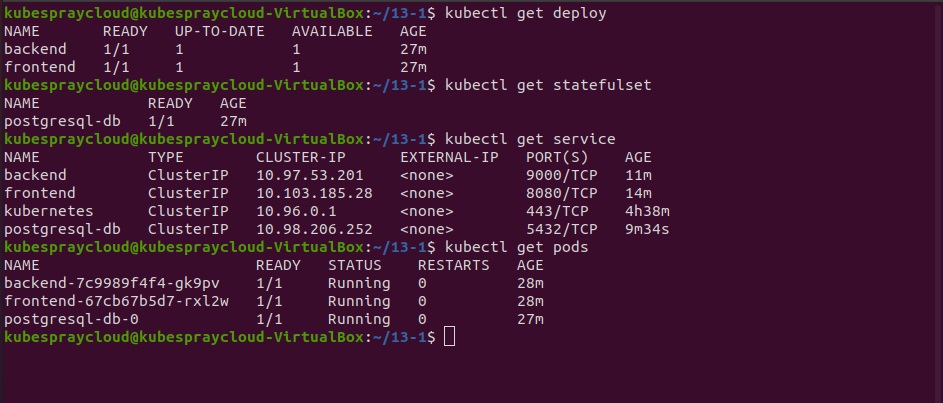 kubespraycloud@kubespraycloud-VirtualBox:~/13-1$ kubectl get deploy
NAME       READY   UP-TO-DATE   AVAILABLE   AGE
backend    1/1     1            1           27m
frontend   1/1     1            1           27m
kubespraycloud@kubespraycloud-VirtualBox:~/13-1$ kubectl get statefulset
NAME            READY   AGE
postgresql-db   1/1     27m
kubespraycloud@kubespraycloud-VirtualBox:~/13-1$ kubectl get service
NAME            TYPE        CLUSTER-IP      EXTERNAL-IP   PORT(S)    AGE
backend         ClusterIP   10.97.53.201    <none>        9000/TCP   11m
frontend        ClusterIP   10.103.185.28   <none>        8080/TCP   14m
kubernetes      ClusterIP   10.96.0.1       <none>        443/TCP    4h38m
postgresql-db   ClusterIP   10.98.206.252   <none>        5432/TCP   9m34s
kubespraycloud@kubespraycloud-VirtualBox:~/13-1$ kubectl get pods
NAME                        READY   STATUS    RESTARTS   AGE
backend-7c9989f4f4-gk9pv    1/1     Running   0          28m
frontend-67cb67b5d7-rxl2w   1/1     Running   0          28m
postgresql-db-0             1/1     Running   0          27m
kubespraycloud@kubespraycloud-VirtualBox:~/13-1$